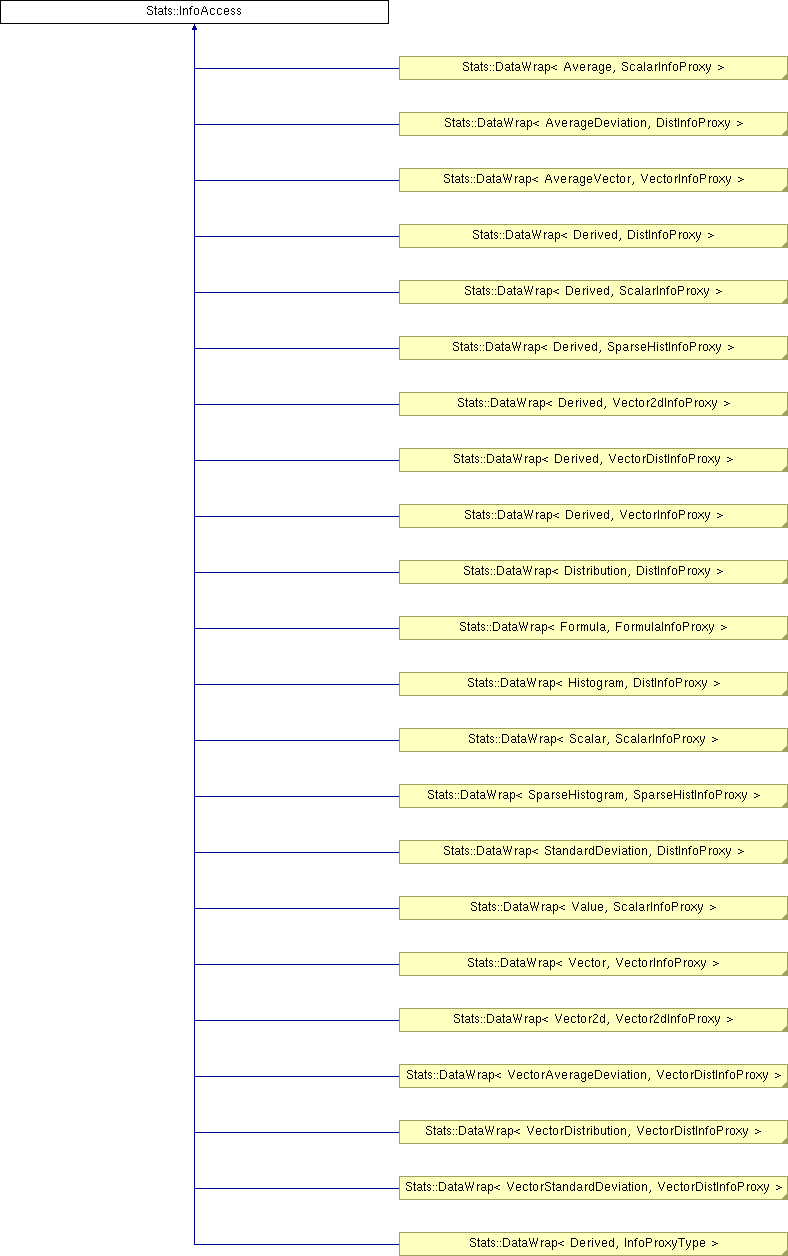 Stats::InfoAccess
Stats::DataWrap< Average, ScalarInfoProxy >
Stats::DataWrap< AverageDeviation, DistInfoProxy >
Stats::DataWrap< AverageVector, VectorInfoProxy >
Stats::DataWrap< Derived, DistInfoProxy >
Stats::DataWrap< Derived, ScalarInfoProxy >
Stats::DataWrap< Derived, SparseHistInfoProxy >
Stats::DataWrap< Derived, Vector2dInfoProxy >
Stats::DataWrap< Derived, VectorDistInfoProxy >
Stats::DataWrap< Derived, VectorInfoProxy >
Stats::DataWrap< Distribution, DistInfoProxy >
Stats::DataWrap< Formula, FormulaInfoProxy >
Stats::DataWrap< Histogram, DistInfoProxy >
Stats::DataWrap< Scalar, ScalarInfoProxy >
Stats::DataWrap< SparseHistogram, SparseHistInfoProxy >
Stats::DataWrap< StandardDeviation, DistInfoProxy >
Stats::DataWrap< Value, ScalarInfoProxy >
Stats::DataWrap< Vector, VectorInfoProxy >
Stats::DataWrap< Vector2d, Vector2dInfoProxy >
Stats::DataWrap< VectorAverageDeviation, VectorDistInfoProxy >
Stats::DataWrap< VectorDistribution, VectorDistInfoProxy >
Stats::DataWrap< VectorStandardDeviation, VectorDistInfoProxy >
Stats::DataWrap< Derived, InfoProxyType >